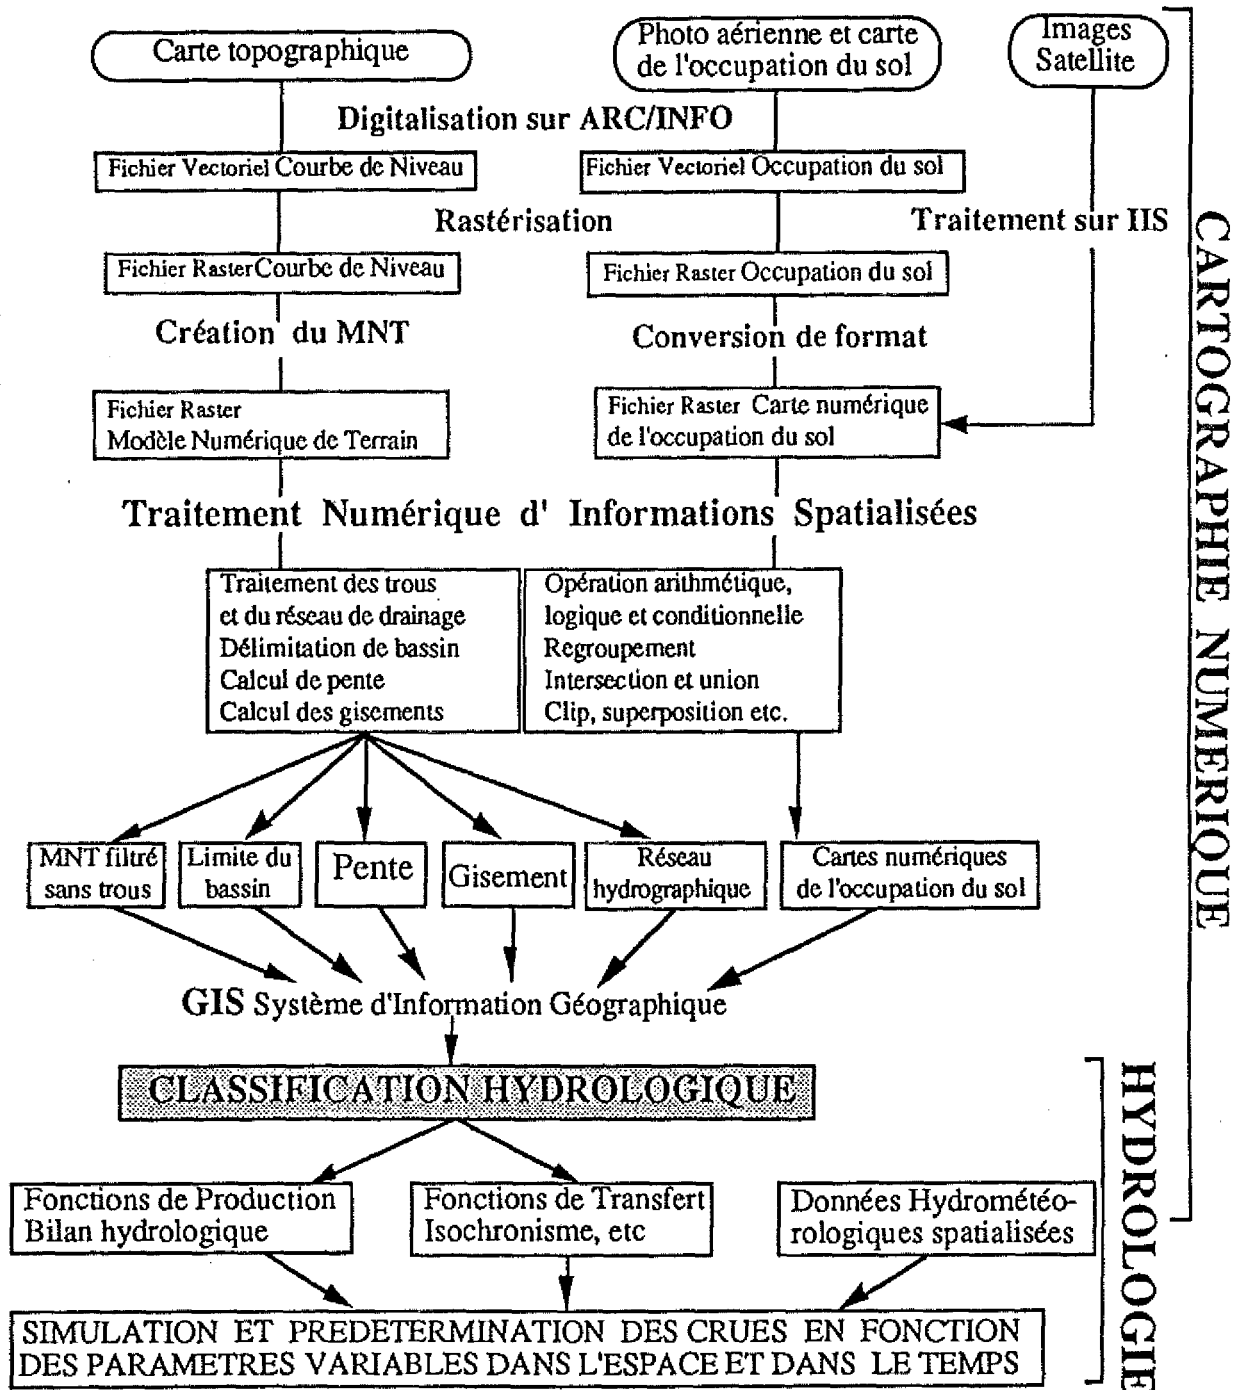 Carte topographique
Photo aérienne et carte
de l'occupation du sol
Images
Satellite
Digitalisation sur ARC/INFO
Fichier Vectoriel Courbe de Niveau
Fichier Vectoriel Occupation du sol
Rastérisation
Traitement sur IIS
Fichier Raster Courbe de Niveau
Fichier Raster Occupation du sol
Création du MNT
Conversion de format
Fichier Raster
Modèle Numérique de Terrain
Fichier Raster Carte numérique
de l'occupation du sol
Traitement Numérique d' Informations Spatialisées
Traitement des trous
et du réseau de drainage
Délimitation de bassin
Calcul de pente
Calcul des gisements
Opération arithmétique,
logique et conditionnelle
Regroupement
Intersection et union
Clip, superposition etc.
MNT filtré
sans trous
Limite du
bassin
Pente
Gisement
Réseau
hydrographique
Cartes numériques
de l'occupation du sol
GIS Système d'Information Géographique
CLASSIFICATION HYDROLOGIQUE
Fonctions de Production
Bilan hydrologique
Fonctions de Transfert
Isochronisme, etc
Données Hydrométéo-
rologiques spatialisées
SIMULATION ET PREDETERMINATION DES CRUES EN FONCTION
DES PARAMETRES VARIABLES DANS L'ESPACE ET DANS LE TEMPS
CARTOGRAPHIE NUMERIQUE
HYDROLOGIE